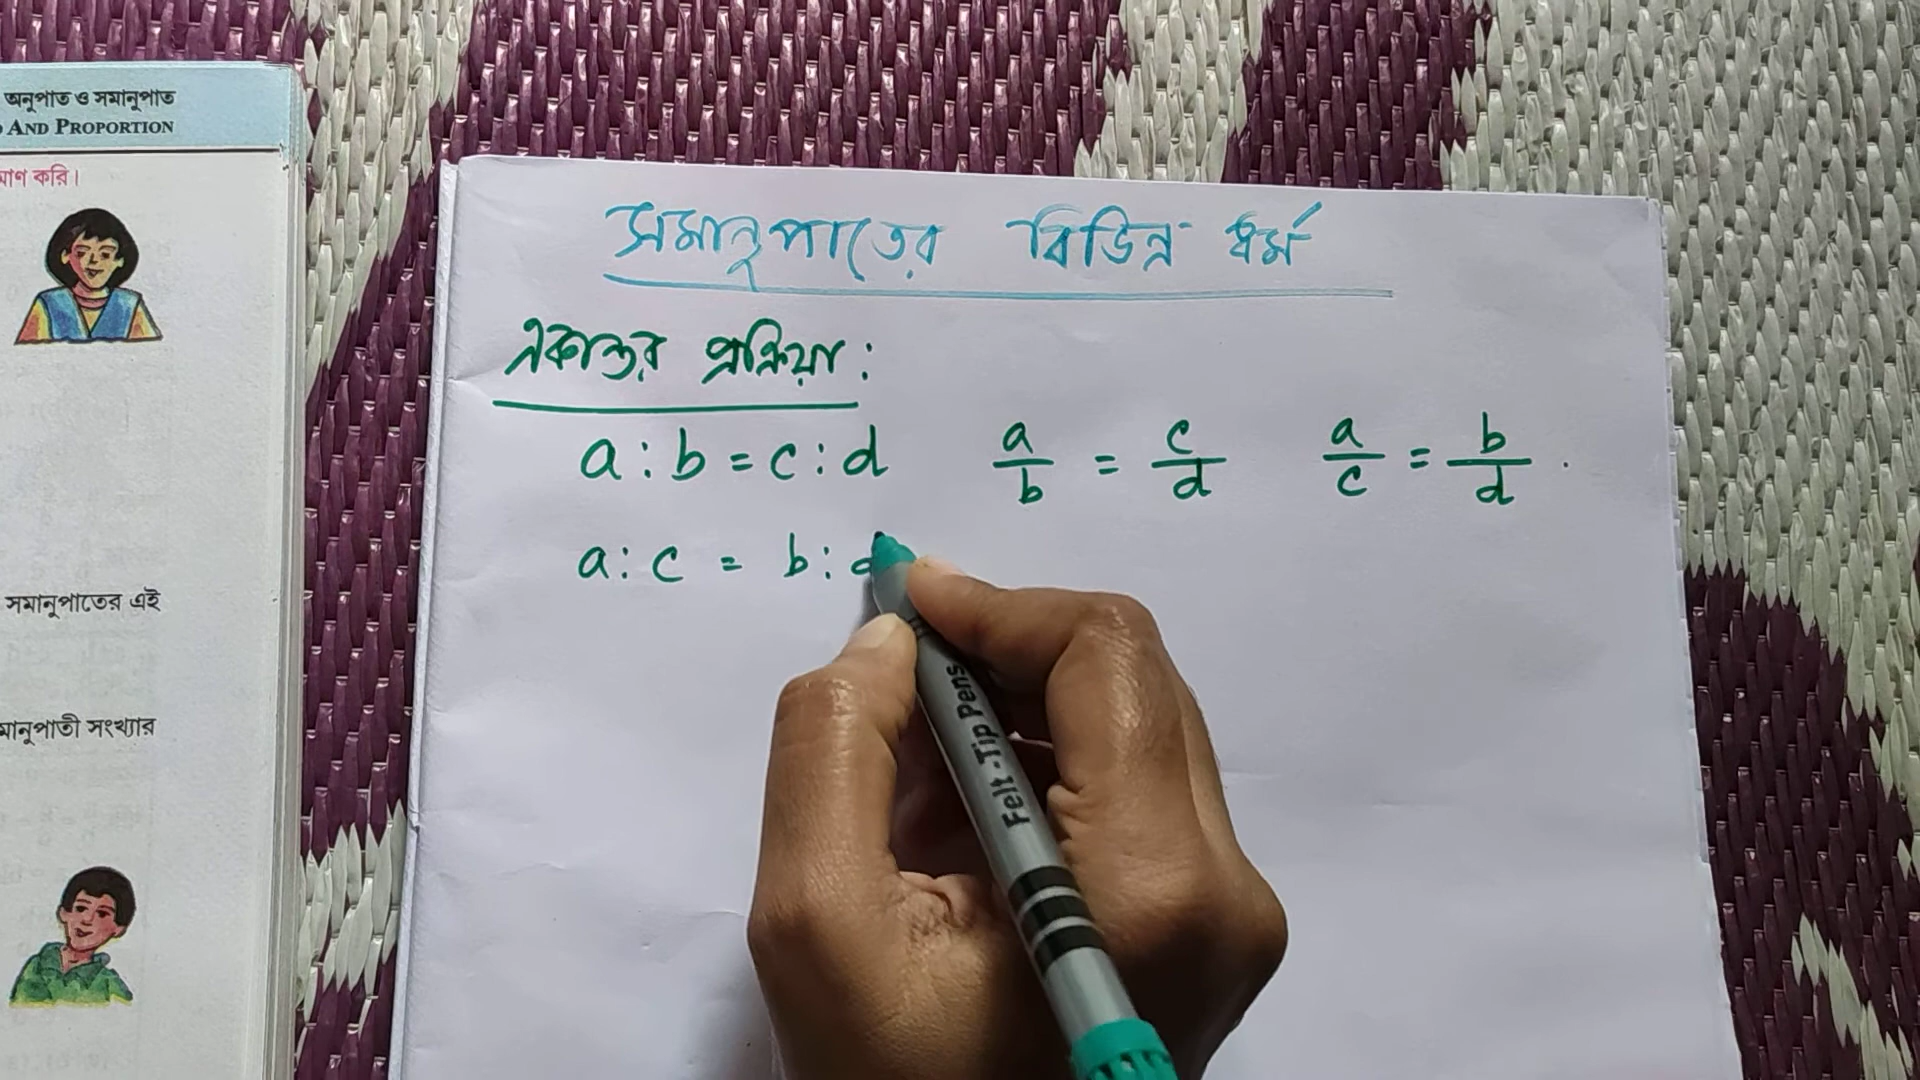 অনুপাত ও সমানুপাত
AND PROPORTION
মাণ করি।
সমানুপাতের এই
মানুপাতী সংখ্যার
সমানুপাতের বিভিন্ন ধর্ম
একান্তর প্রক্রিয়া :
a : b = c : d a/b = c/d a/c = b/d .
a : c = b : d
Felt-Tip Pens